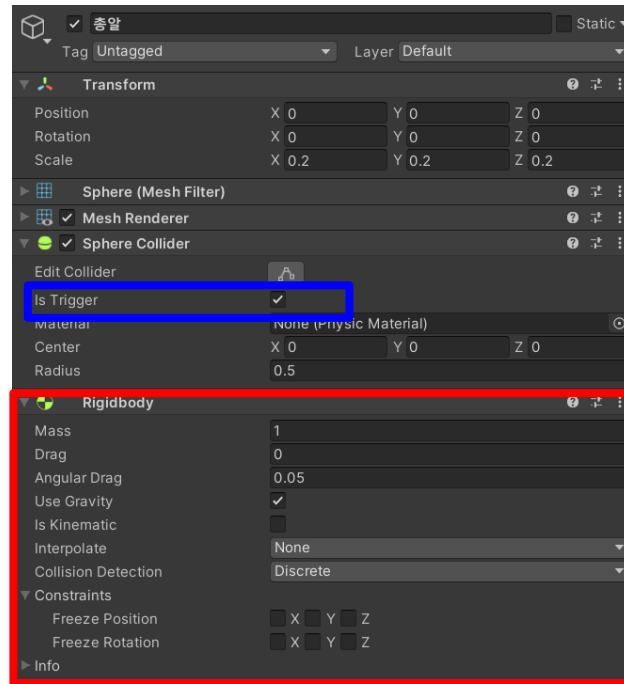 총알 Static
Tag Untagged Layer Default
Transform
Position X 0 Y 0 Z 0
Rotation X 0 Y 0 Z 0
Scale X 0.2 Y 0.2 Z 0.2
Sphere (Mesh Filter)
Mesh Renderer
Sphere Collider
Edit Collider
Is Trigger
Material None (Physic Material)
Center X 0 Y 0 Z 0
Radius 0.5
Rigidbody
Mass 1
Drag 0
Angular Drag 0.05
Use Gravity
Is Kinematic
Interpolate None
Collision Detection Discrete
Constraints
Freeze Position X Y Z
Freeze Rotation X Y Z
Info